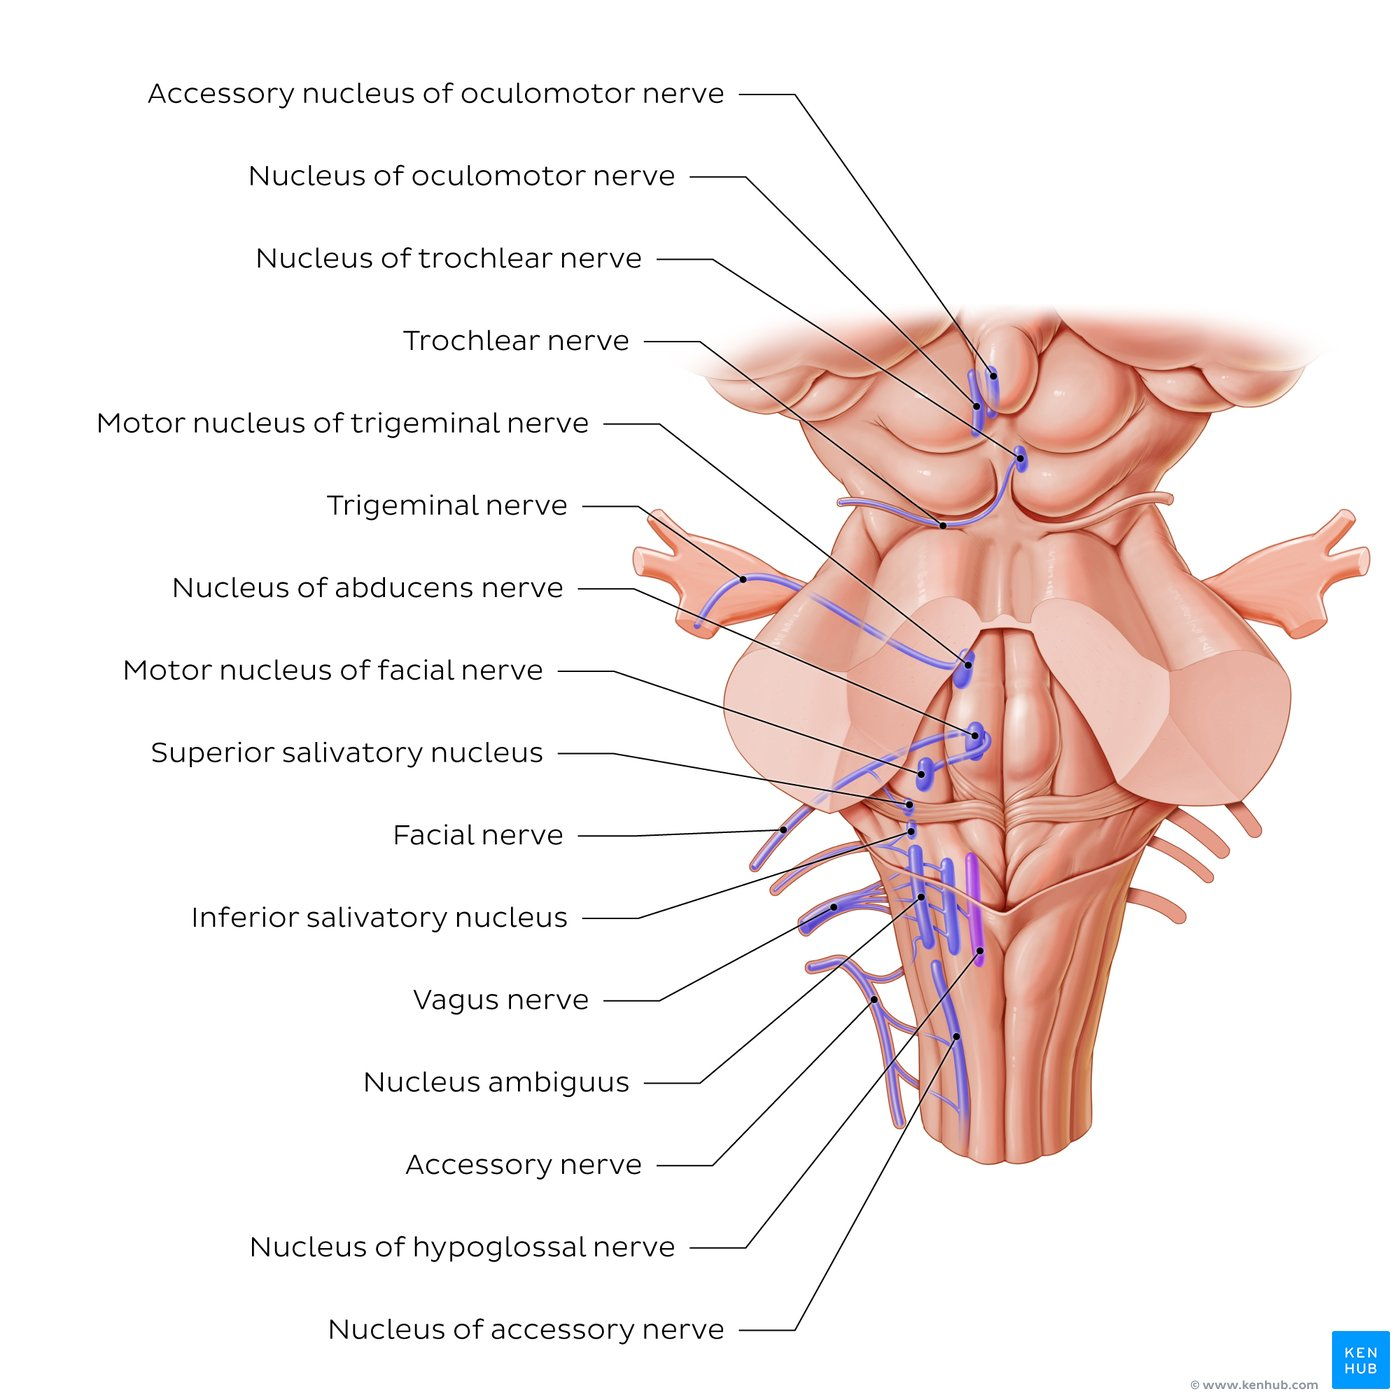 Accessory nucleus of oculomotor nerve
Nucleus of oculomotor nerve
Nucleus of trochlear nerve
Trochlear nerve
Motor nucleus of trigeminal nerve
Trigeminal nerve
Nucleus of abducens nerve
Motor nucleus of facial nerve
Superior salivatory nucleus
Facial nerve
Inferior salivatory nucleus
Vagus nerve
Nucleus ambiguus
Accessory nerve
Nucleus of hypoglossal nerve
Nucleus of accessory nerve
KEN
HUB
© www.kenhub.com